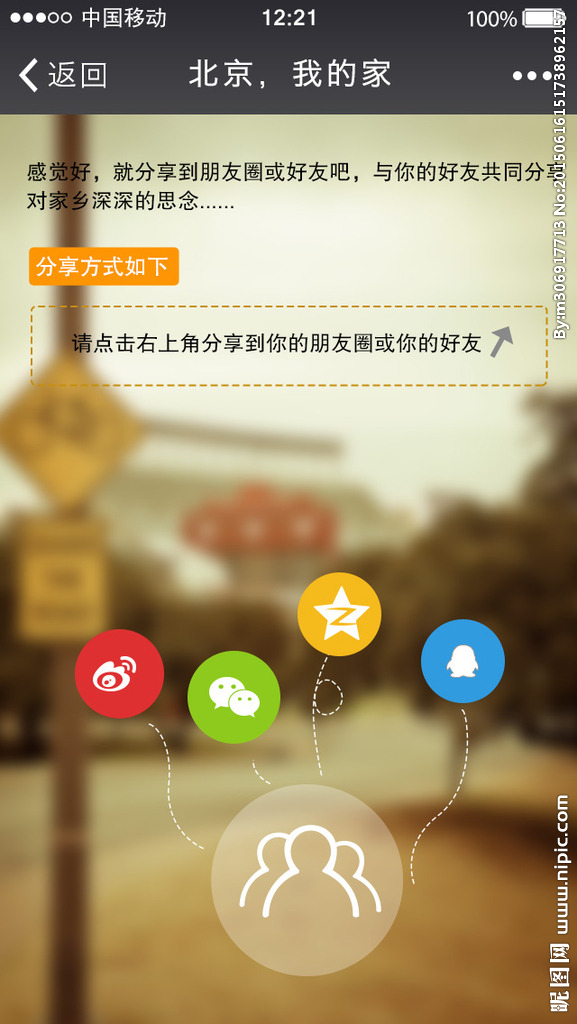 中国移动 12:21 100%
返回 北京，我的家
感觉好，就分享到朋友圈或好友吧，与你的好友共同分享
对家乡深深的思念......
分享方式如下
请点击右上角分享到你的朋友圈或你的好友
By:m306917713 No:20150616151738962157
昵图网 www.nipic.com